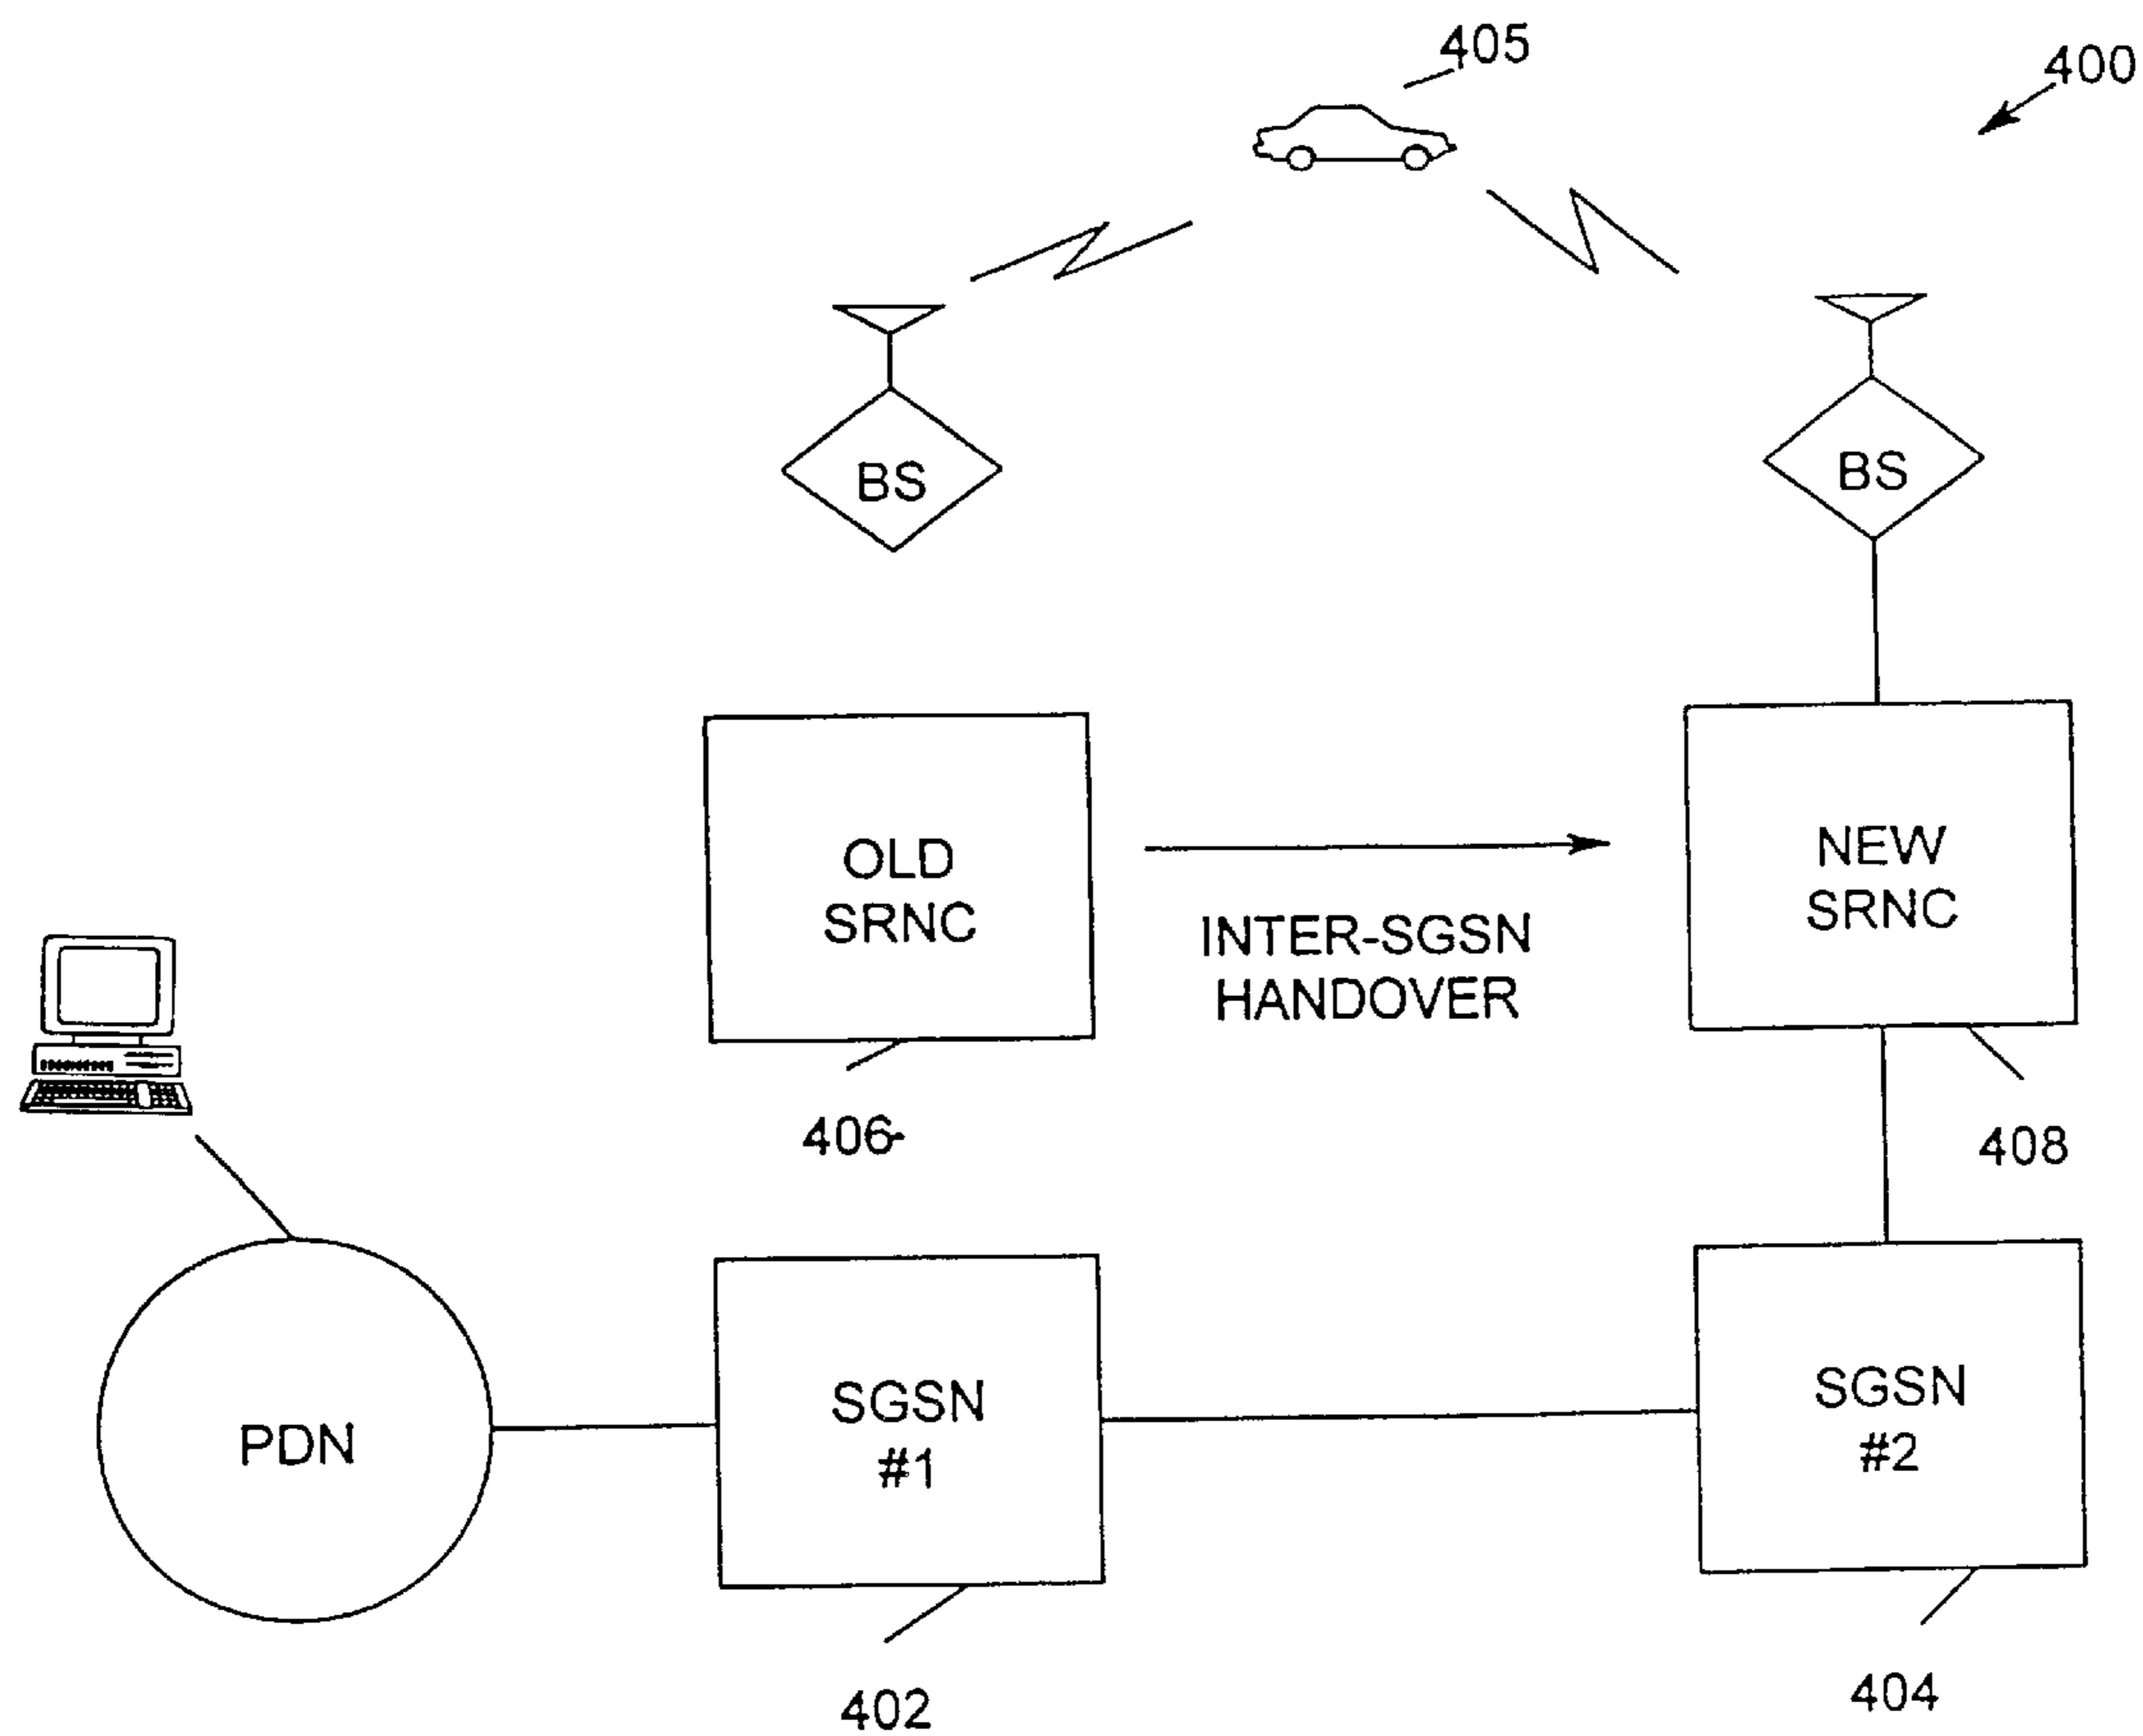 405
400
BS
BS
OLD
SRNC
NEW
SRNC
INTER-SGSN
HANDOVER
406
408
PDN
SGSN
#1
SGSN
#2
402
404